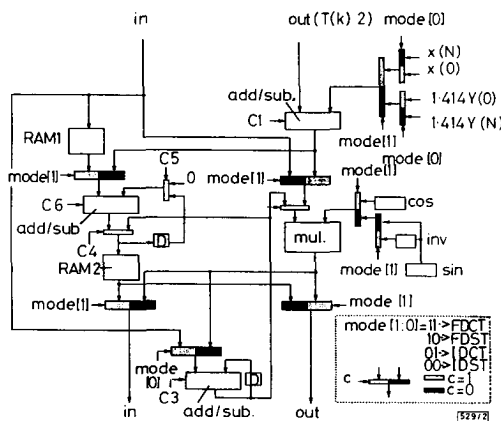 in
out (T(k) 2)
mode [0]
x(N)
x(0)
1·414Y(0)
1·414Y(N)
add/sub.
C1
mode[1]
mode[0]
mode[1]
RAM1
C5
0
mode[1]
mode[1]
C6
add/sub
cos
mul.
inv
C4
D
mode [1]
sin
RAM2
mode[1]
mode [1]
mode [1:0] = 11->FDCT
10->FDST
01->IDCT
00->IDST
mode
[0]
C3
D
add/sub.
in
out
c
c=1
c=0
529/2